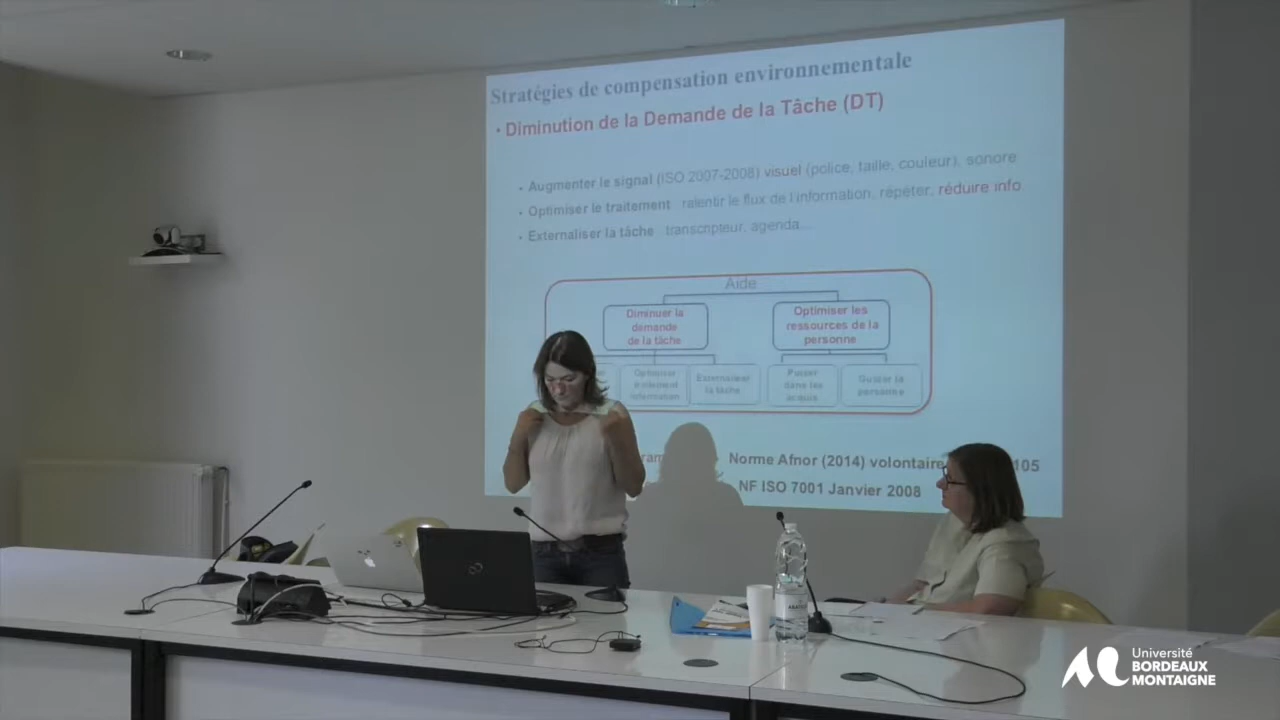 Stratégies de compensation environnementale
• Diminution de la Demande de la Tâche (DT)
• Augmenter le signal (ISO 2007-2008) visuel (police, taille, couleur), sonore
• Optimiser le traitement : ralentir le flux de l'information, répéter, réduire info
• Externaliser la tâche : transcripteur, agenda...
Aide
Diminuer la
demande
de la tâche
Optimiser les
ressources de la
personne
Optimiser
traitement
information
Externaliser
la tâche
Puiser
dans les
acquis
Guider la
personne
Norme Afnor (2014) volontaire
105
NF ISO 7001 Janvier 2008
Université
BORDEAUX
MONTAIGNE